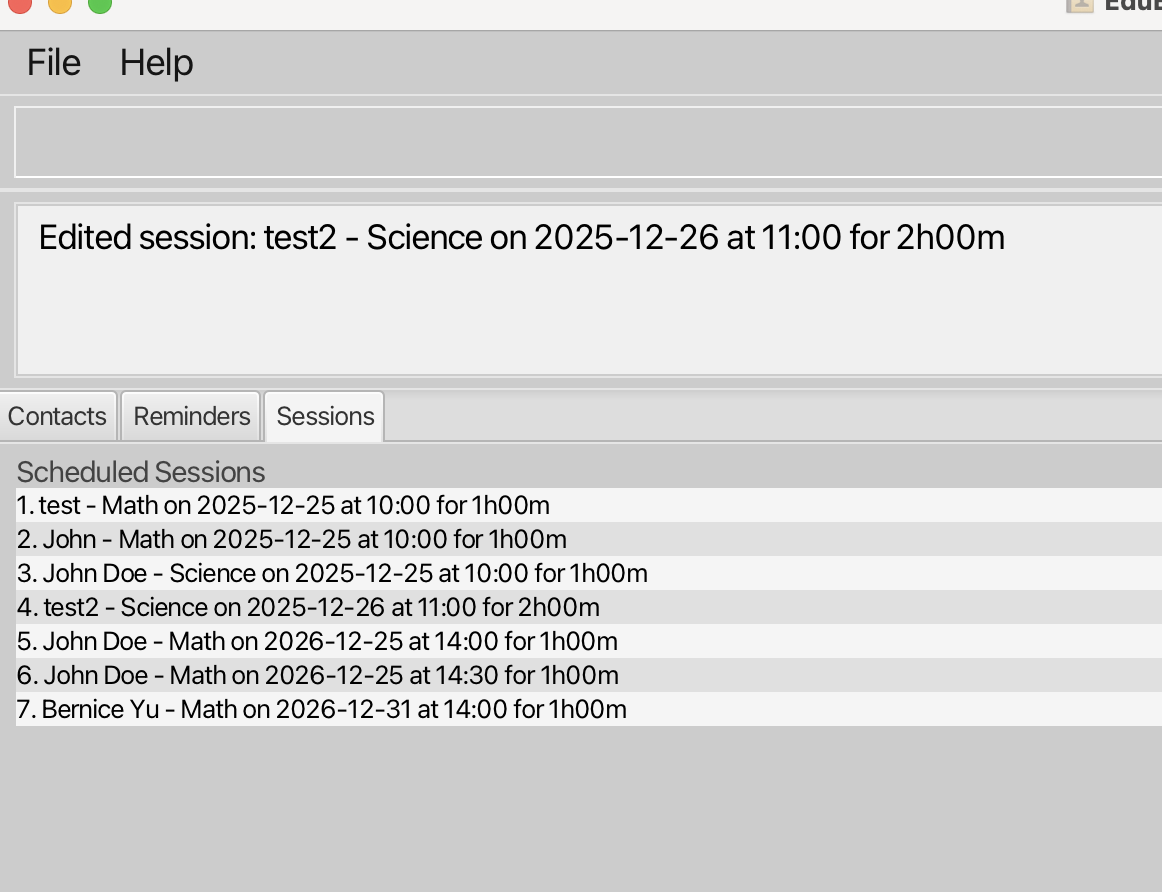 File Help
Edited session: test2 - Science on 2025-12-26 at 11:00 for 2h00m
Contacts Reminders Sessions
Scheduled Sessions
1. test - Math on 2025-12-25 at 10:00 for 1h00m
2. John - Math on 2025-12-25 at 10:00 for 1h00m
3. John Doe - Science on 2025-12-25 at 10:00 for 1h00m
4. test2 - Science on 2025-12-26 at 11:00 for 2h00m
5. John Doe - Math on 2026-12-25 at 14:00 for 1h00m
6. John Doe - Math on 2026-12-25 at 14:30 for 1h00m
7. Bernice Yu - Math on 2026-12-31 at 14:00 for 1h00m